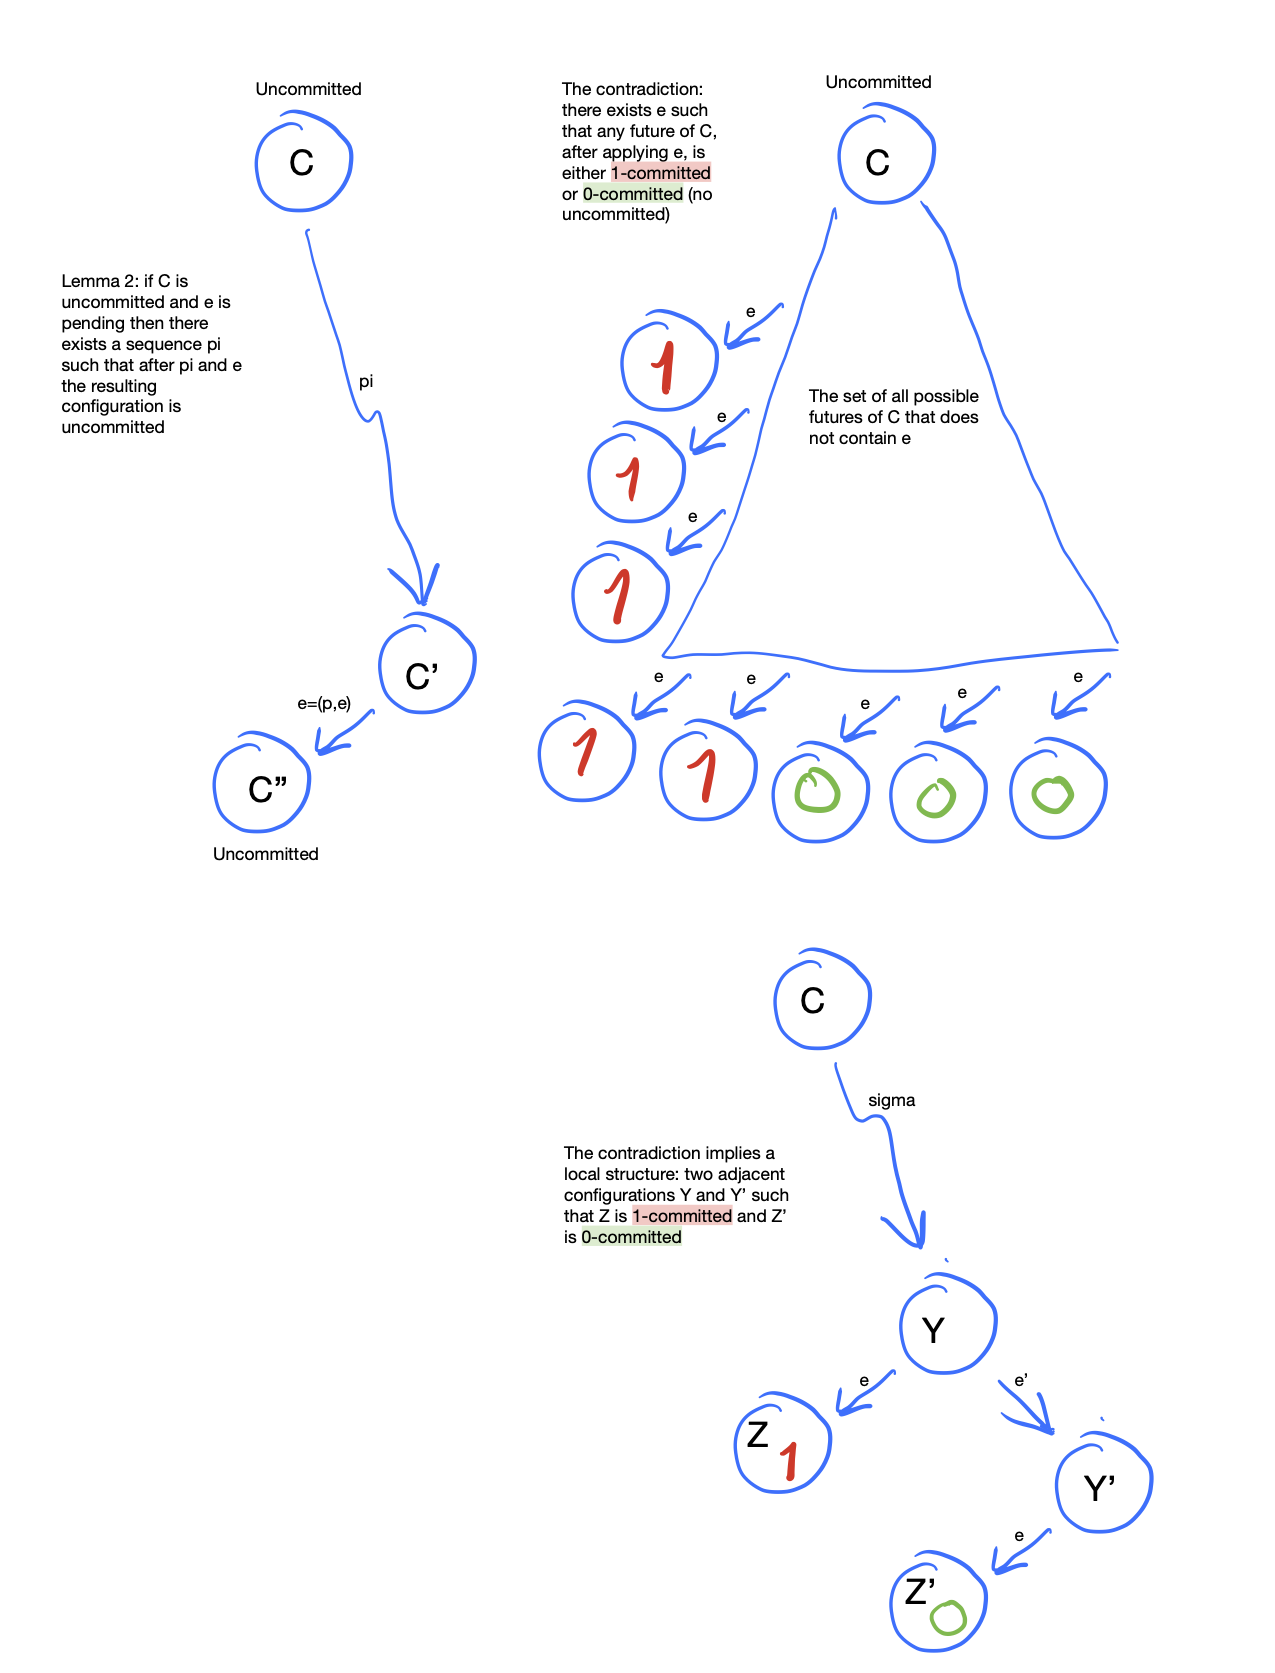 Uncommitted
C
Lemma 2: if C is
uncommitted and e is
pending then there
exists a sequence pi
such that after pi and e
the resulting
configuration is
uncommitted
pi
C’
e=(p,e)
C”
Uncommitted
The contradiction:
there exists e such
that any future of C,
after applying e, is
either 1-committed
or 0-committed (no
uncommitted)
Uncommitted
C
The set of all possible
futures of C that does
not contain e
e
1
e
1
e
1
e
e
e
e
e
1
1
0
0
0
C
sigma
The contradiction implies a
local structure: two adjacent
configurations Y and Y’ such
that Z is 1-committed and Z’
is 0-committed
Y
e
e’
Z
1
Y’
e
Z’
0